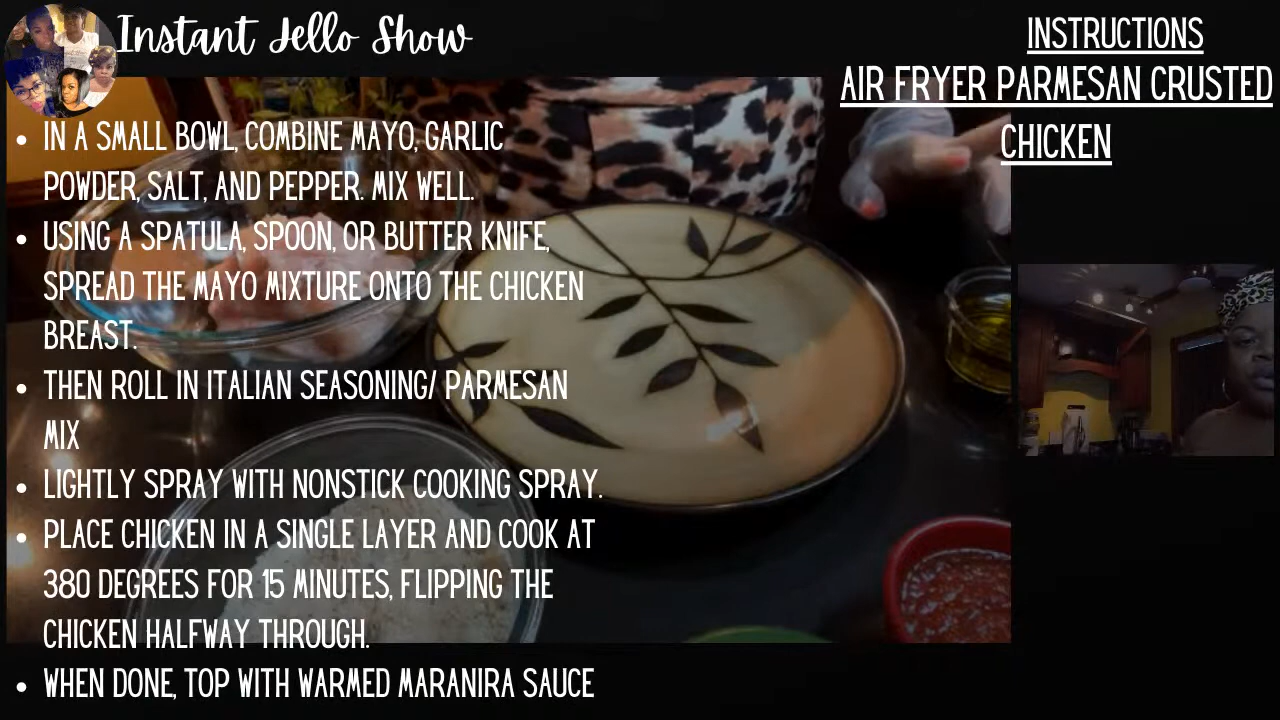 Instant Jello Show
INSTRUCTIONS
AIR FRYER PARMESAN CRUSTED
CHICKEN
• IN A SMALL BOWL, COMBINE MAYO, GARLIC
POWDER, SALT, AND PEPPER. MIX WELL.
• USING A SPATULA, SPOON, OR BUTTER KNIFE,
SPREAD THE MAYO MIXTURE ONTO THE CHICKEN
BREAST.
• THEN ROLL IN ITALIAN SEASONING/ PARMESAN
MIX
• LIGHTLY SPRAY WITH NONSTICK COOKING SPRAY.
• PLACE CHICKEN IN A SINGLE LAYER AND COOK AT
380 DEGREES FOR 15 MINUTES, FLIPPING THE
CHICKEN HALFWAY THROUGH.
• WHEN DONE, TOP WITH WARMED MARANIRA SAUCE